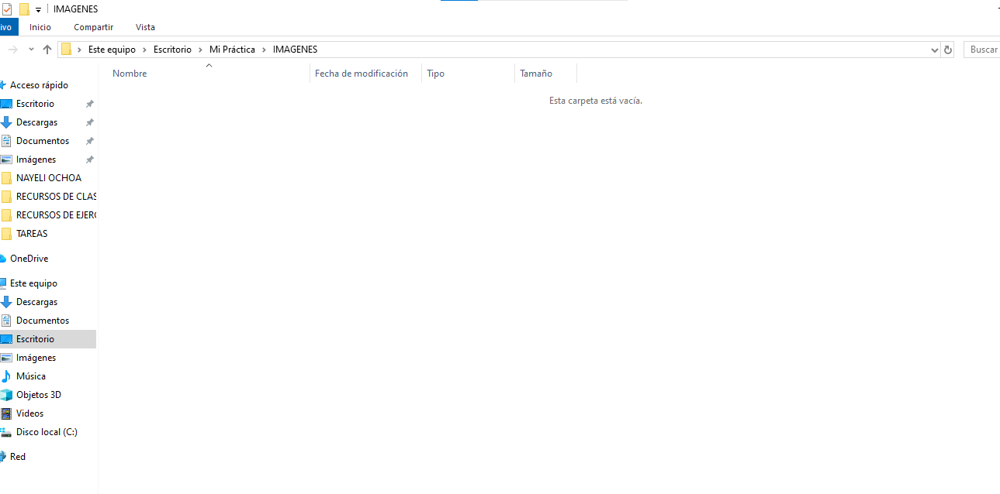 IMAGENES
ivo Inicio Compartir Vista
Este equipo Escritorio Mi Práctica IMAGENES Buscar
Nombre Fecha de modificación Tipo Tamaño
Esta carpeta está vacía.
Acceso rápido
Escritorio
Descargas
Documentos
Imágenes
NAYELI OCHOA
RECURSOS DE CLAS
RECURSOS DE EJERC
TAREAS
OneDrive
Este equipo
Descargas
Documentos
Escritorio
Imágenes
Música
Objetos 3D
Videos
Disco local (C:)
Red